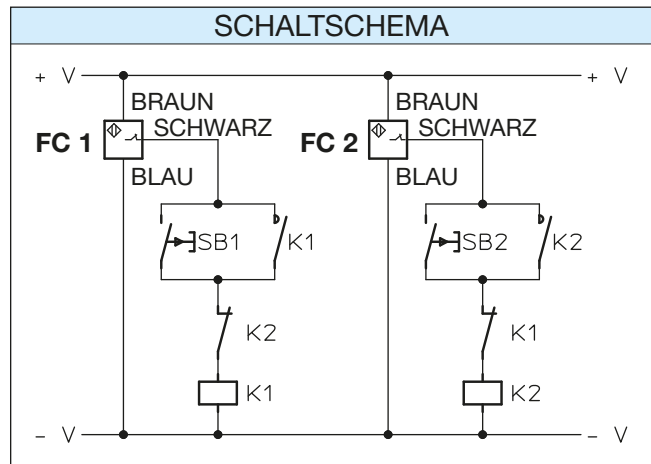 SCHALTSCHEMA
+ V + V
BRAUN BRAUN
SCHWARZ SCHWARZ
FC 1 FC 2
BLAU BLAU
SB1 K1 SB2 K2
K2 K1
K1 K2
- V - V